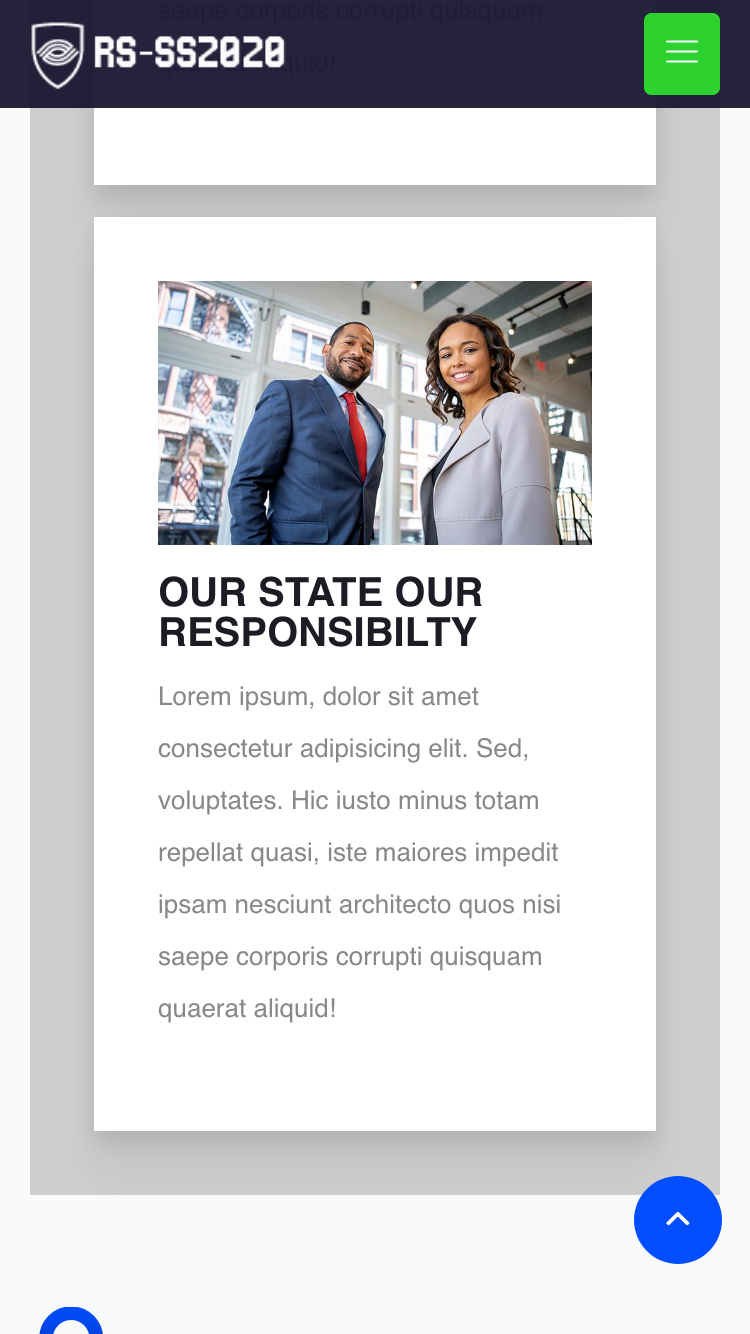 saepe corporis corrupti quisquam
RS-SS2020
quaerat aliquid!
OUR STATE OUR
RESPONSIBILTY
Lorem ipsum, dolor sit amet
consectetur adipisicing elit. Sed,
voluptates. Hic iusto minus totam
repellat quasi, iste maiores impedit
ipsam nesciunt architecto quos nisi
saepe corporis corrupti quisquam
quaerat aliquid!